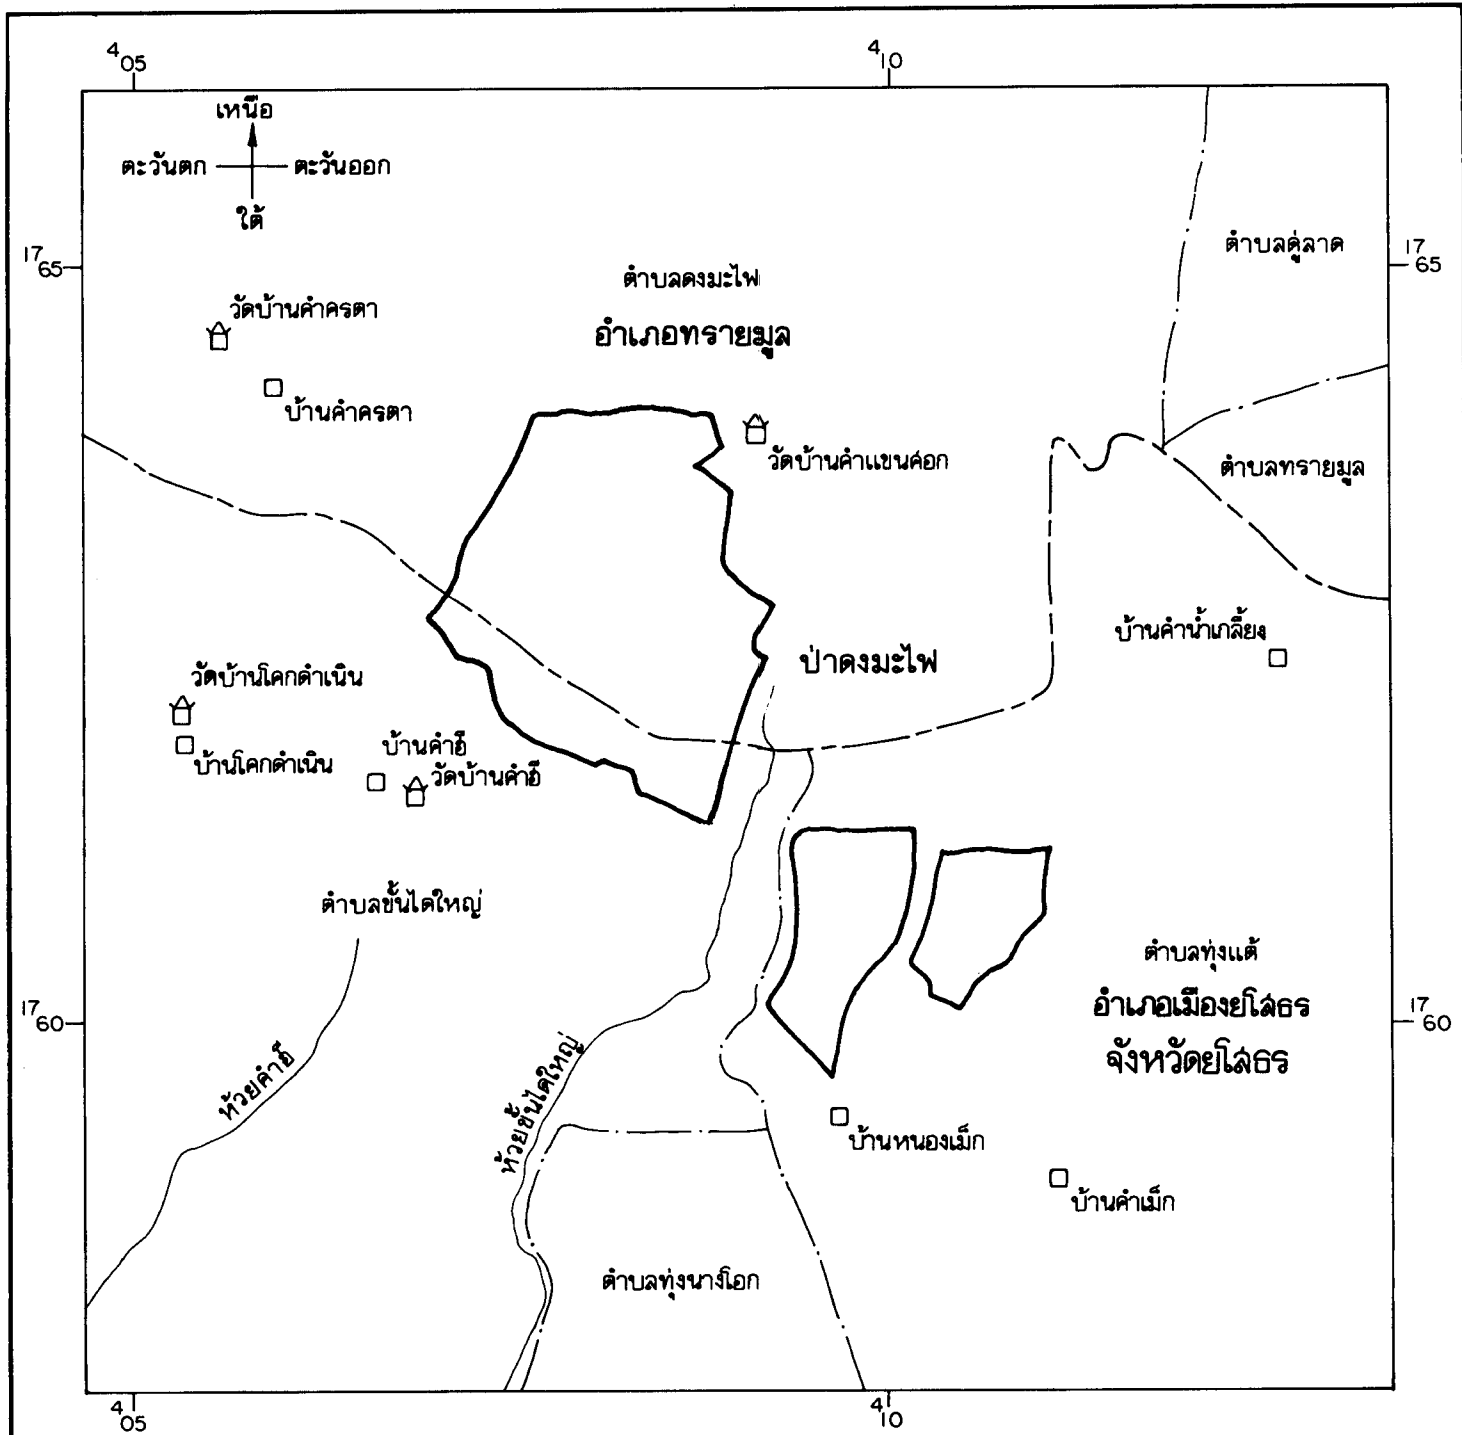 4 05
4 10
เหนือ
ตะวันตก
ตะวันออก
ใต้
17 65
17 65
ตำบลดู่ลาด
ตำบลดงมะไฟ
อำเภอทรายมูล
วัดบ้านคำครตา
บ้านคำครตา
วัดบ้านคำแขนศอก
ตำบลทรายมูล
บ้านคำน้ำเกลี้ยง
ป่าดงมะไฟ
วัดบ้านโคกดำเนิน
บ้านโคกดำเนิน
บ้านคำฮี
วัดบ้านคำฮี
ตำบลขั้นไดใหญ่
ตำบลทุ่งแต้
อำเภอเมืองยโสธร
จังหวัดยโสธร
17 60
17 60
ห้วยคำฮี
ห้วยขั้นไดใหญ่
บ้านหนองเม็ก
บ้านคำเม็ก
ตำบลทุ่งนางโอก
4 05
4 10